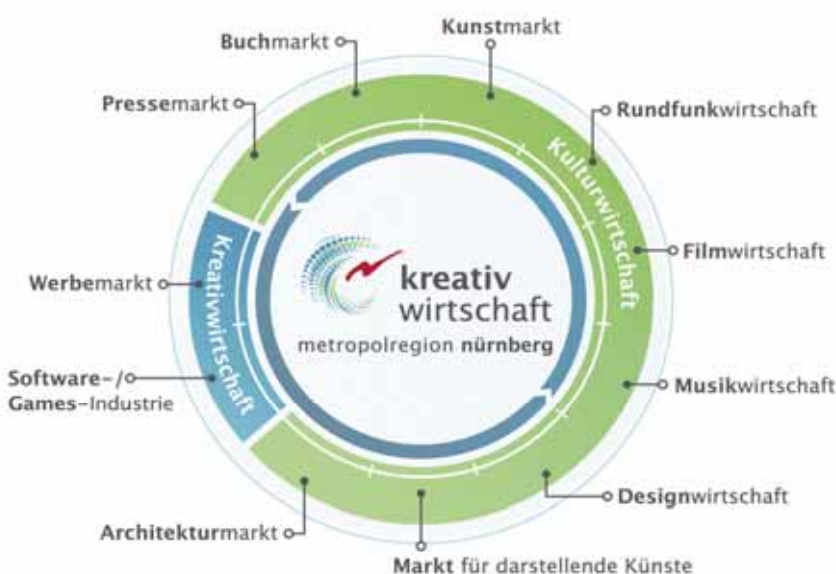 Kunstmarkt
Buchmarkt
Pressemarkt
Rundfunkwirtschaft
Kulturwirtschaft
Filmwirtschaft
Kreativwirtschaft
Werbemarkt
kreativ
wirtschaft
metropolregion nürnberg
Software-/
Games-Industrie
Musikwirtschaft
Designwirtschaft
Architekturmarkt
Markt für darstellende Künste